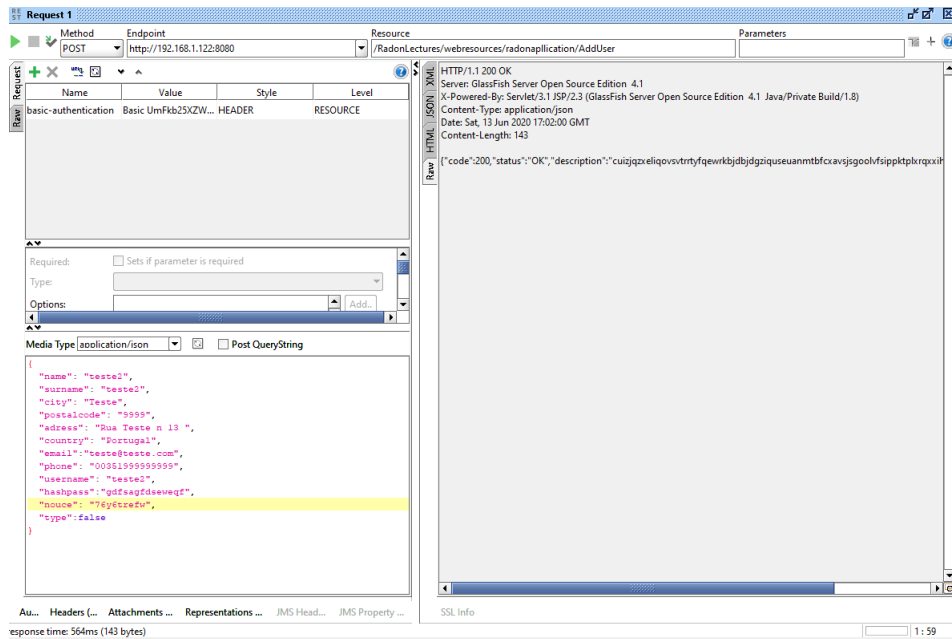 Request 1
Method Endpoint Resource Parameters
POST http://192.168.1.122:8080 /RadonLectures/webresources/radonapllication/AddUser
Request
Raw
Name Value Style Level
basic-authentication Basic UmFkb25XZW... HEADER RESOURCE
Required: Sets if parameter is required
Type:
Options: Add..
Media Type application/json Post QueryString
{
"name": "teste2",
"surname": "teste2",
"city": "Teste",
"postalcode": "9999",
"adress": "Rua Teste n 13 ",
"country": "Portugal",
"email":"teste@teste.com",
"phone": "00351999999999",
"username": "teste2",
"hashpass":"gdfsagfdseweqf",
"nouce": "76y6trefw",
"type":false
}
Au... Headers (... Attachments ... Representations ... JMS Head... JMS Property ...
response time: 564ms (143 bytes)
XML
JSON
HTML
Raw
HTTP/1.1 200 OK
Server: GlassFish Server Open Source Edition 4.1
X-Powered-By: Servlet/3.1 JSP/2.3 (GlassFish Server Open Source Edition 4.1 Java/Private Build/1.8)
Content-Type: application/json
Date: Sat, 13 Jun 2020 17:02:00 GMT
Content-Length: 143
{"code":200,"status":"OK","description":"cuizjqzxeliqovsvtrrtyfqewrkbjdbjdgziquseuanmtbfcxavsjsgoolvfsippktplxrqxxih
SSL Info
1 : 59